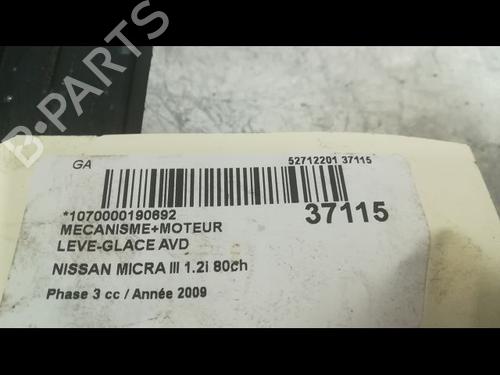 B-PARTS
GA
52712201 37115
*1070000190692
37115
MECANISME+MOTEUR
LEVE-GLACE AVD
NISSAN MICRA III 1.2i 80ch
Phase 3 cc / Année 2009